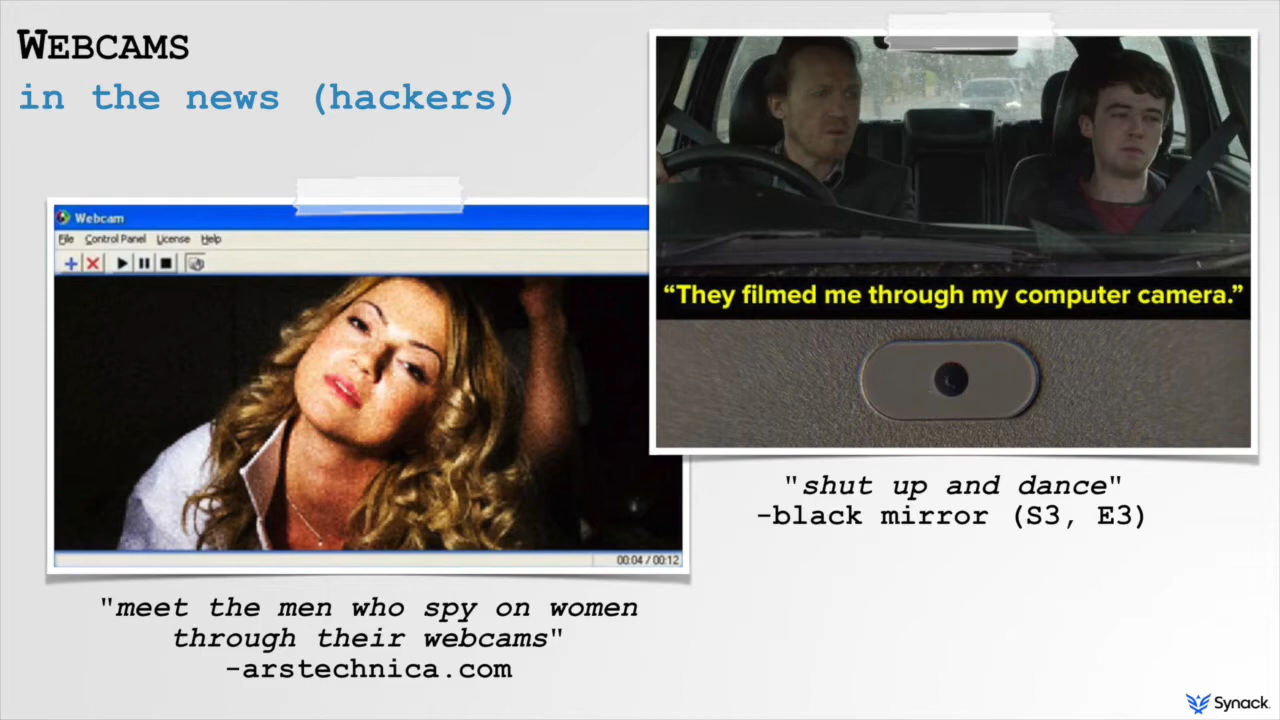 WEBCAMS
in the news (hackers)
Webcam
File Control Panel License Help
00:04 / 00:12
"meet the men who spy on women
through their webcams"
-arstechnica.com
“They filmed me through my computer camera.”
"shut up and dance"
-black mirror (S3, E3)
Synack.